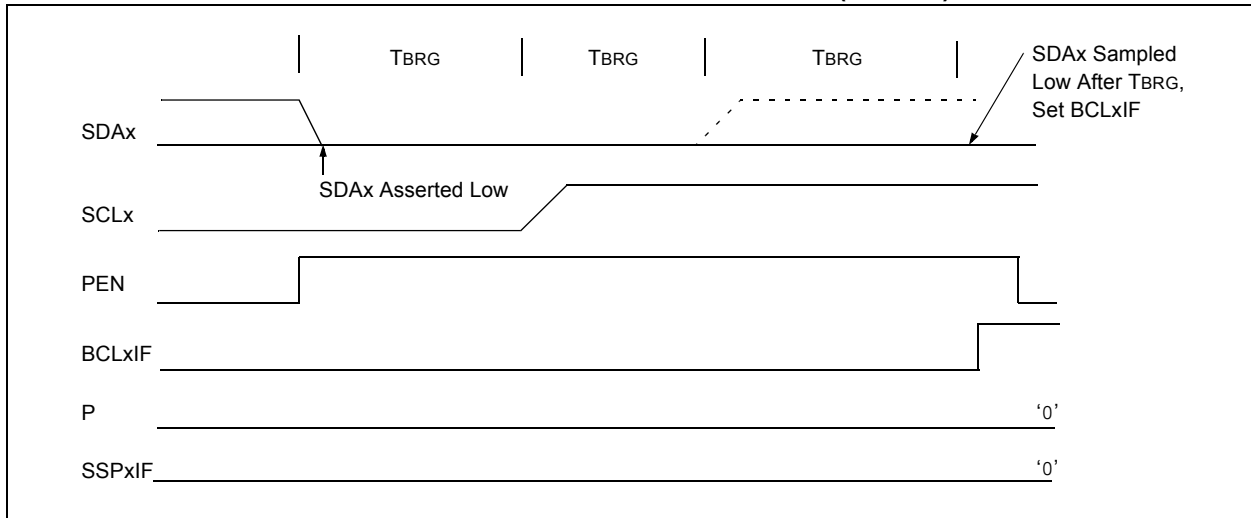 TBRG TBRG TBRG
SDAx Sampled
Low After TBRG,
Set BCLxIF
SDAx
SDAx Asserted Low
SCLx
PEN
BCLxIF
P ‘0’
SSPxIF ‘0’